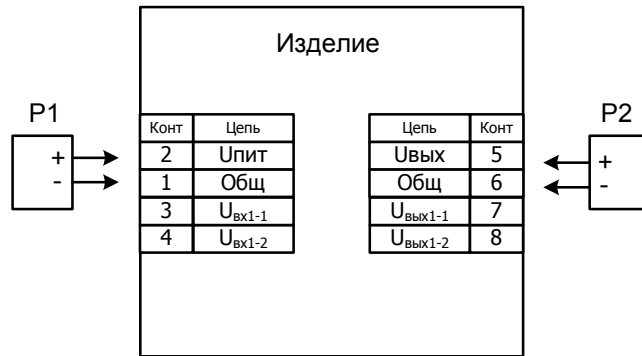 Изделие
P1
P2
Конт Цепь
Цепь Конт
+ 2 Uпит
Uвых 5 +
- 1 Общ
Общ 6 -
3 Uвх1-1
Uвых1-1 7
4 Uвх1-2
Uвых1-2 8